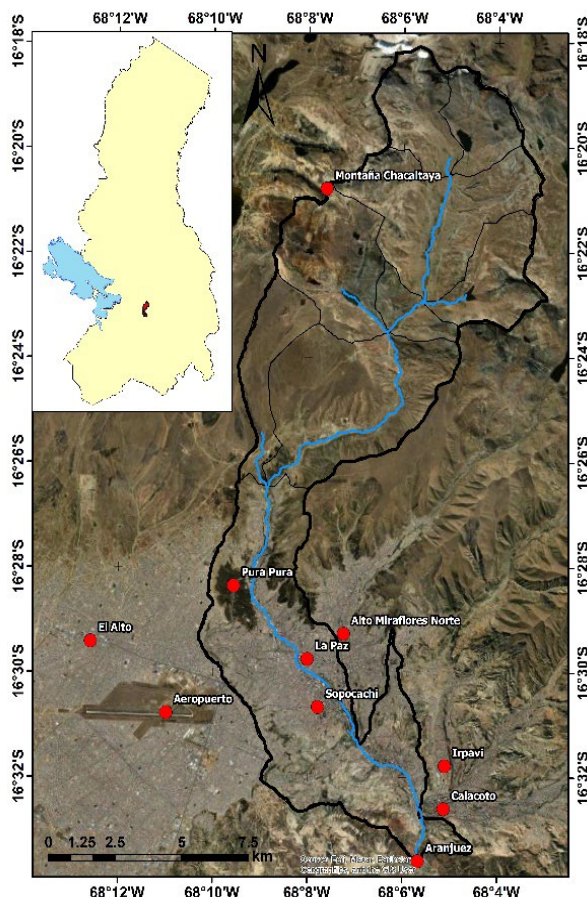 68°12'W 68°10'W 68°8'W 68°6'W 68°4'W
16°18'S 16°18'S
N
16°20'S 16°20'S
Montaña Chacaltaya
16°22'S 16°22'S
16°24'S 16°24'S
16°26'S 16°26'S
16°28'S 16°28'S
Pura Pura
Alto Miraflores Norte
El Alto
La Paz
16°30'S 16°30'S
Sopocachi
Aeropuerto
Irpavi
16°32'S 16°32'S
Calacoto
Aranjuez
0 1.25 2.5 5 7.5
km
68°12'W 68°10'W 68°8'W 68°6'W 68°4'W